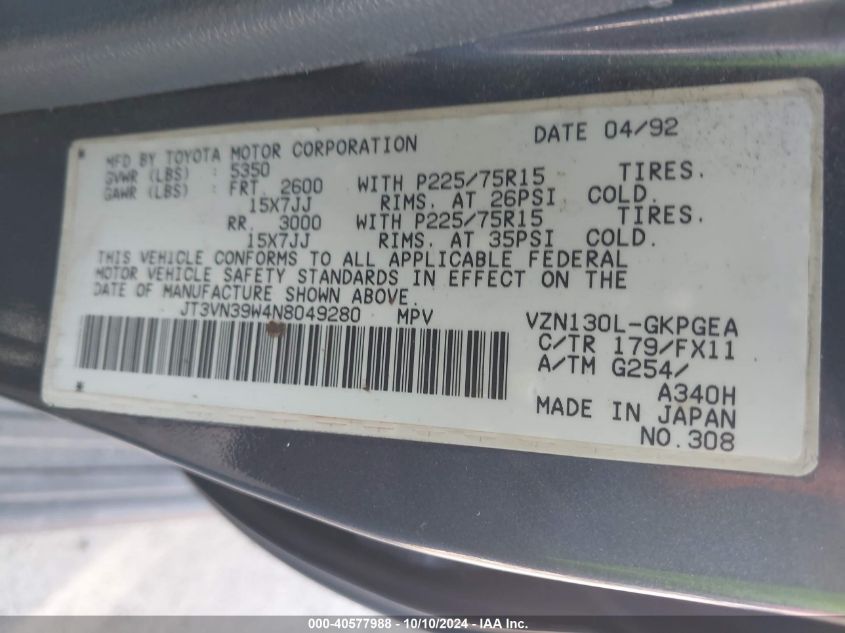 MFD BY TOYOTA MOTOR CORPORATION DATE 04/92
GVWR (LBS) : 5350
GAWR (LBS) : FRT. 2600 WITH P225/75R15 TIRES.
15X7JJ RIMS. AT 26PSI COLD.
RR. 3000 WITH P225/75R15 TIRES.
15X7JJ RIMS. AT 35PSI COLD.
THIS VEHICLE CONFORMS TO ALL APPLICABLE FEDERAL
MOTOR VEHICLE SAFETY STANDARDS IN EFFECT ON THE
DATE OF MANUFACTURE SHOWN ABOVE.
JT3VN39W4N8049280 MPV VZN130L-GKPGEA
C/TR 179/FX11
A/TM G254/
A340H
MADE IN JAPAN
NO.308
000-40577988 - 10/10/2024 - IAA Inc.